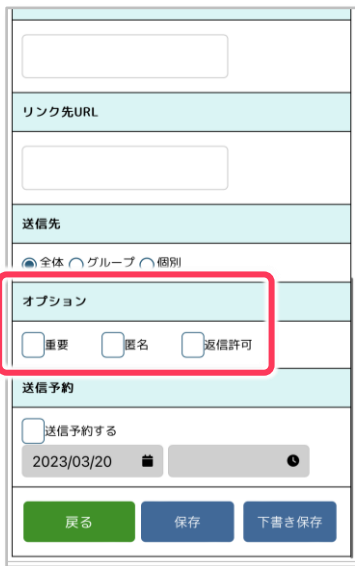 リンク先URL
送信先
全体 グループ 個別
オプション
重要 匿名 返信許可
送信予約
送信予約する
2023/03/20
戻る 保存 下書き保存